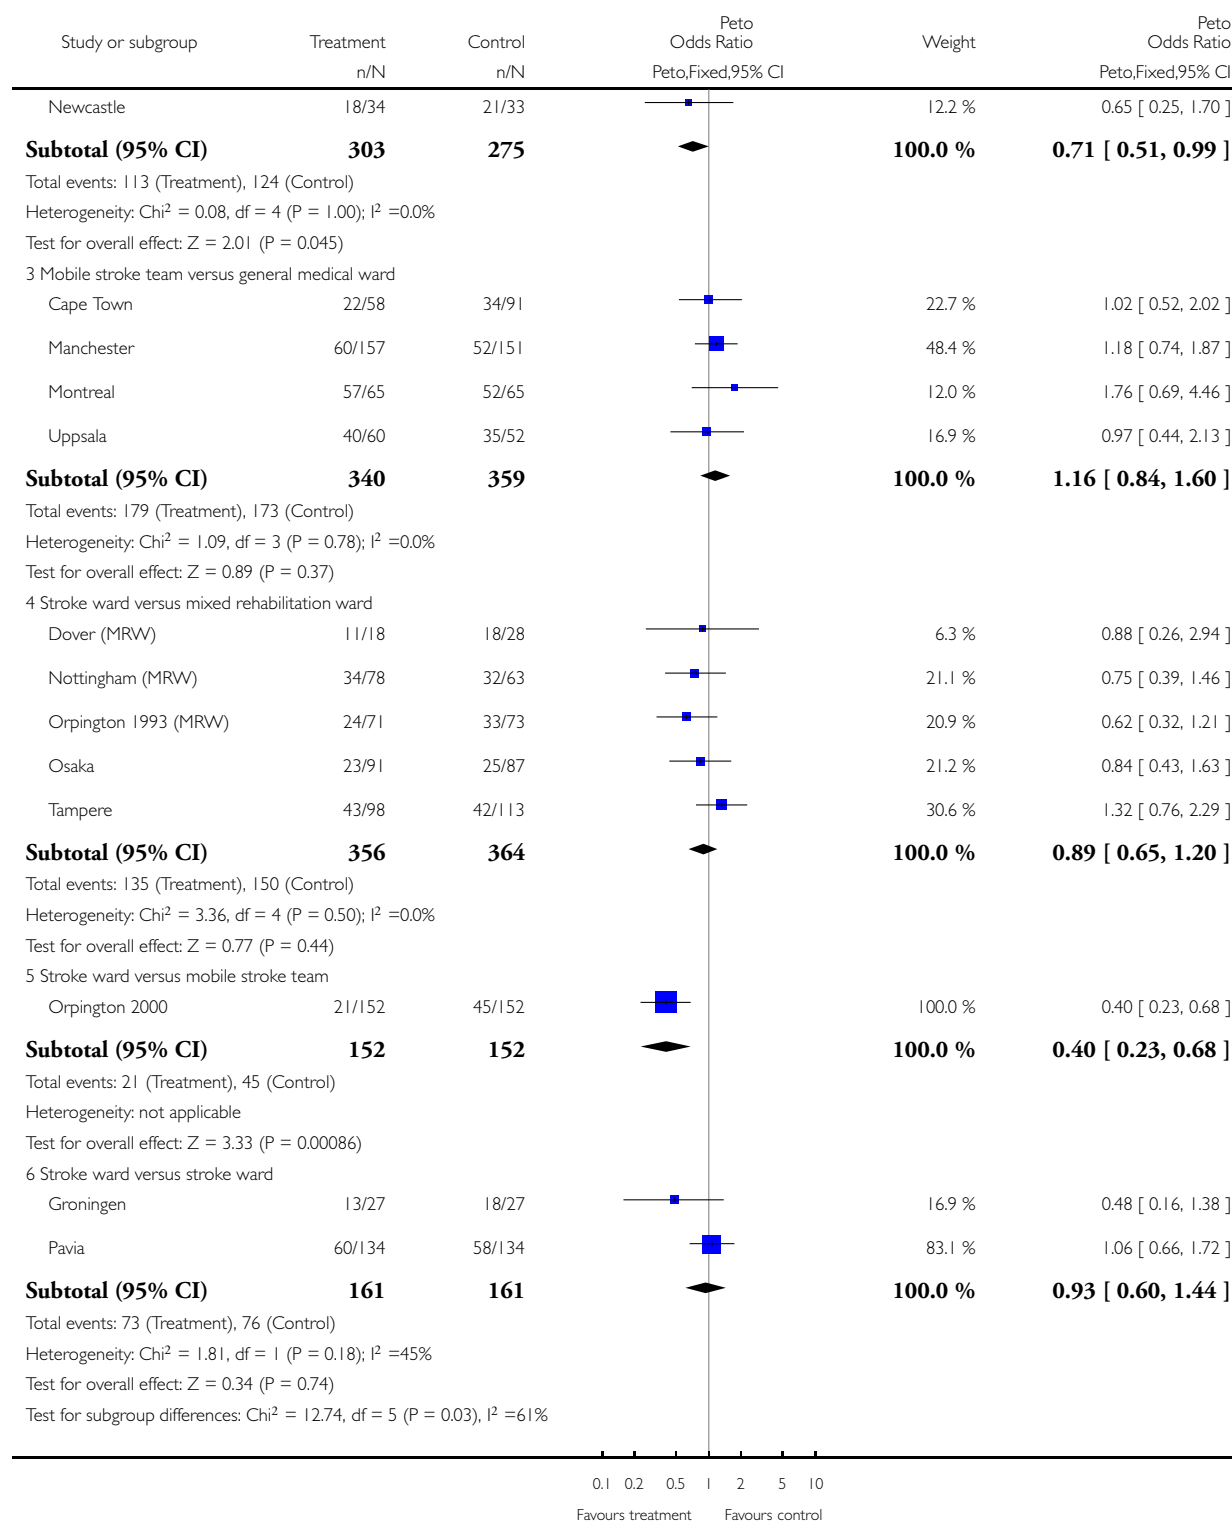 Study or subgroup Treatment Control Peto Odds Ratio Weight Peto Odds Ratio
n/N n/N Peto,Fixed,95% CI Peto,Fixed,95% CI
Newcastle 18/34 21/33 12.2 % 0.65 [ 0.25, 1.70 ]
Subtotal (95% CI) 303 275 100.0 % 0.71 [ 0.51, 0.99 ]
Total events: 113 (Treatment), 124 (Control)
Heterogeneity: Chi² = 0.08, df = 4 (P = 1.00); I² =0.0%
Test for overall effect: Z = 2.01 (P = 0.045)
3 Mobile stroke team versus general medical ward
Cape Town 22/58 34/91 22.7 % 1.02 [ 0.52, 2.02 ]
Manchester 60/157 52/151 48.4 % 1.18 [ 0.74, 1.87 ]
Montreal 57/65 52/65 12.0 % 1.76 [ 0.69, 4.46 ]
Uppsala 40/60 35/52 16.9 % 0.97 [ 0.44, 2.13 ]
Subtotal (95% CI) 340 359 100.0 % 1.16 [ 0.84, 1.60 ]
Total events: 179 (Treatment), 173 (Control)
Heterogeneity: Chi² = 1.09, df = 3 (P = 0.78); I² =0.0%
Test for overall effect: Z = 0.89 (P = 0.37)
4 Stroke ward versus mixed rehabilitation ward
Dover (MRW) 11/18 18/28 6.3 % 0.88 [ 0.26, 2.94 ]
Nottingham (MRW) 34/78 32/63 21.1 % 0.75 [ 0.39, 1.46 ]
Orpington 1993 (MRW) 24/71 33/73 20.9 % 0.62 [ 0.32, 1.21 ]
Osaka 23/91 25/87 21.2 % 0.84 [ 0.43, 1.63 ]
Tampere 43/98 42/113 30.6 % 1.32 [ 0.76, 2.29 ]
Subtotal (95% CI) 356 364 100.0 % 0.89 [ 0.65, 1.20 ]
Total events: 135 (Treatment), 150 (Control)
Heterogeneity: Chi² = 3.36, df = 4 (P = 0.50); I² =0.0%
Test for overall effect: Z = 0.77 (P = 0.44)
5 Stroke ward versus mobile stroke team
Orpington 2000 21/152 45/152 100.0 % 0.40 [ 0.23, 0.68 ]
Subtotal (95% CI) 152 152 100.0 % 0.40 [ 0.23, 0.68 ]
Total events: 21 (Treatment), 45 (Control)
Heterogeneity: not applicable
Test for overall effect: Z = 3.33 (P = 0.00086)
6 Stroke ward versus stroke ward
Groningen 13/27 18/27 16.9 % 0.48 [ 0.16, 1.38 ]
Pavia 60/134 58/134 83.1 % 1.06 [ 0.66, 1.72 ]
Subtotal (95% CI) 161 161 100.0 % 0.93 [ 0.60, 1.44 ]
Total events: 73 (Treatment), 76 (Control)
Heterogeneity: Chi² = 1.81, df = 1 (P = 0.18); I² =45%
Test for overall effect: Z = 0.34 (P = 0.74)
Test for subgroup differences: Chi² = 12.74, df = 5 (P = 0.03), I² =61%
0.1 0.2 0.5 1 2 5 10
Favours treatment Favours control